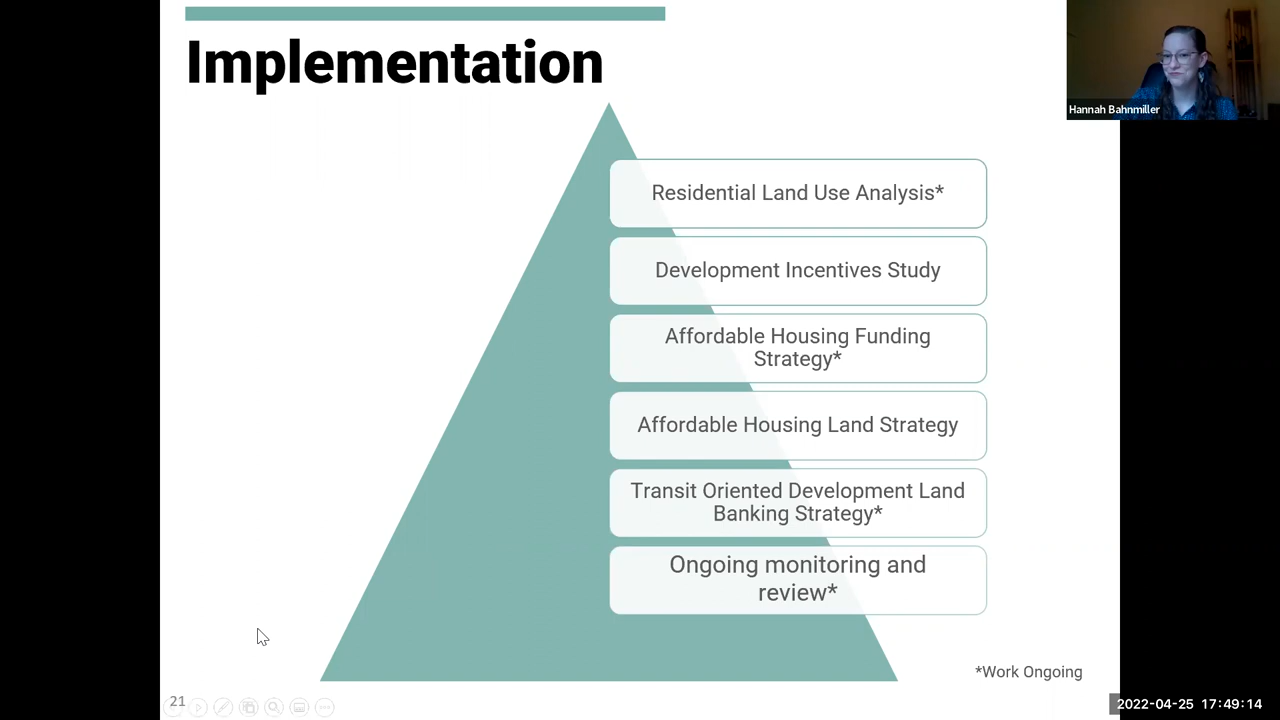 Implementation
Hannah Bahnmiller
Residential Land Use Analysis*
Development Incentives Study
Affordable Housing Funding
Strategy*
Affordable Housing Land Strategy
Transit Oriented Development Land
Banking Strategy*
Ongoing monitoring and
review*
*Work Ongoing
21
2022-04-25 17:49:14